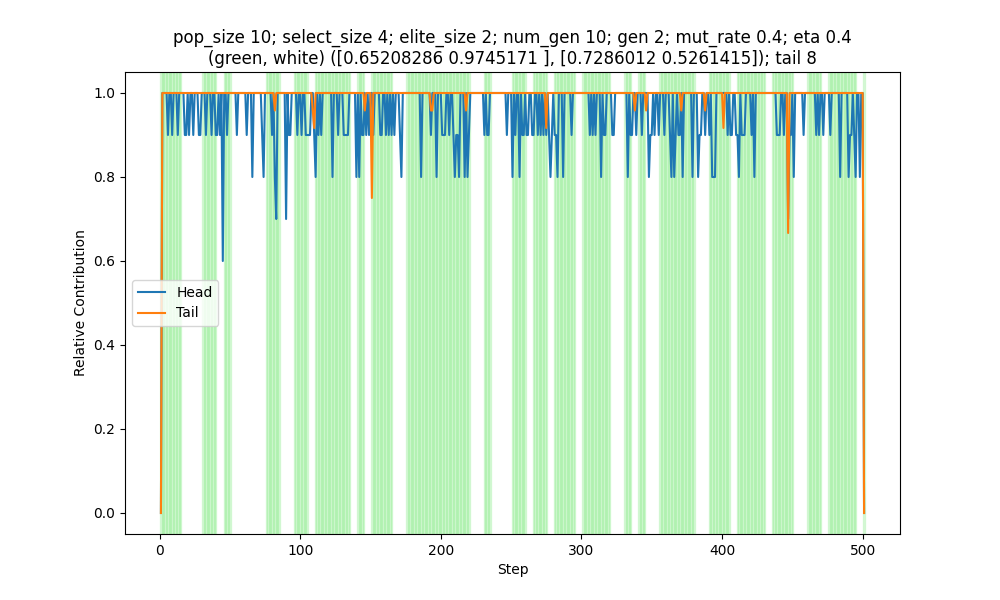 pop_size 10; select_size 4; elite_size 2; num_gen 10; gen 2; mut_rate 0.4; eta 0.4
(green, white) ([0.65208286 0.9745171 ], [0.7286012 0.5261415]); tail 8
1.0
0.8
0.6
0.4
0.2
0.0
Relative Contribution
Head
Tail
0
100
200
300
400
500
Step